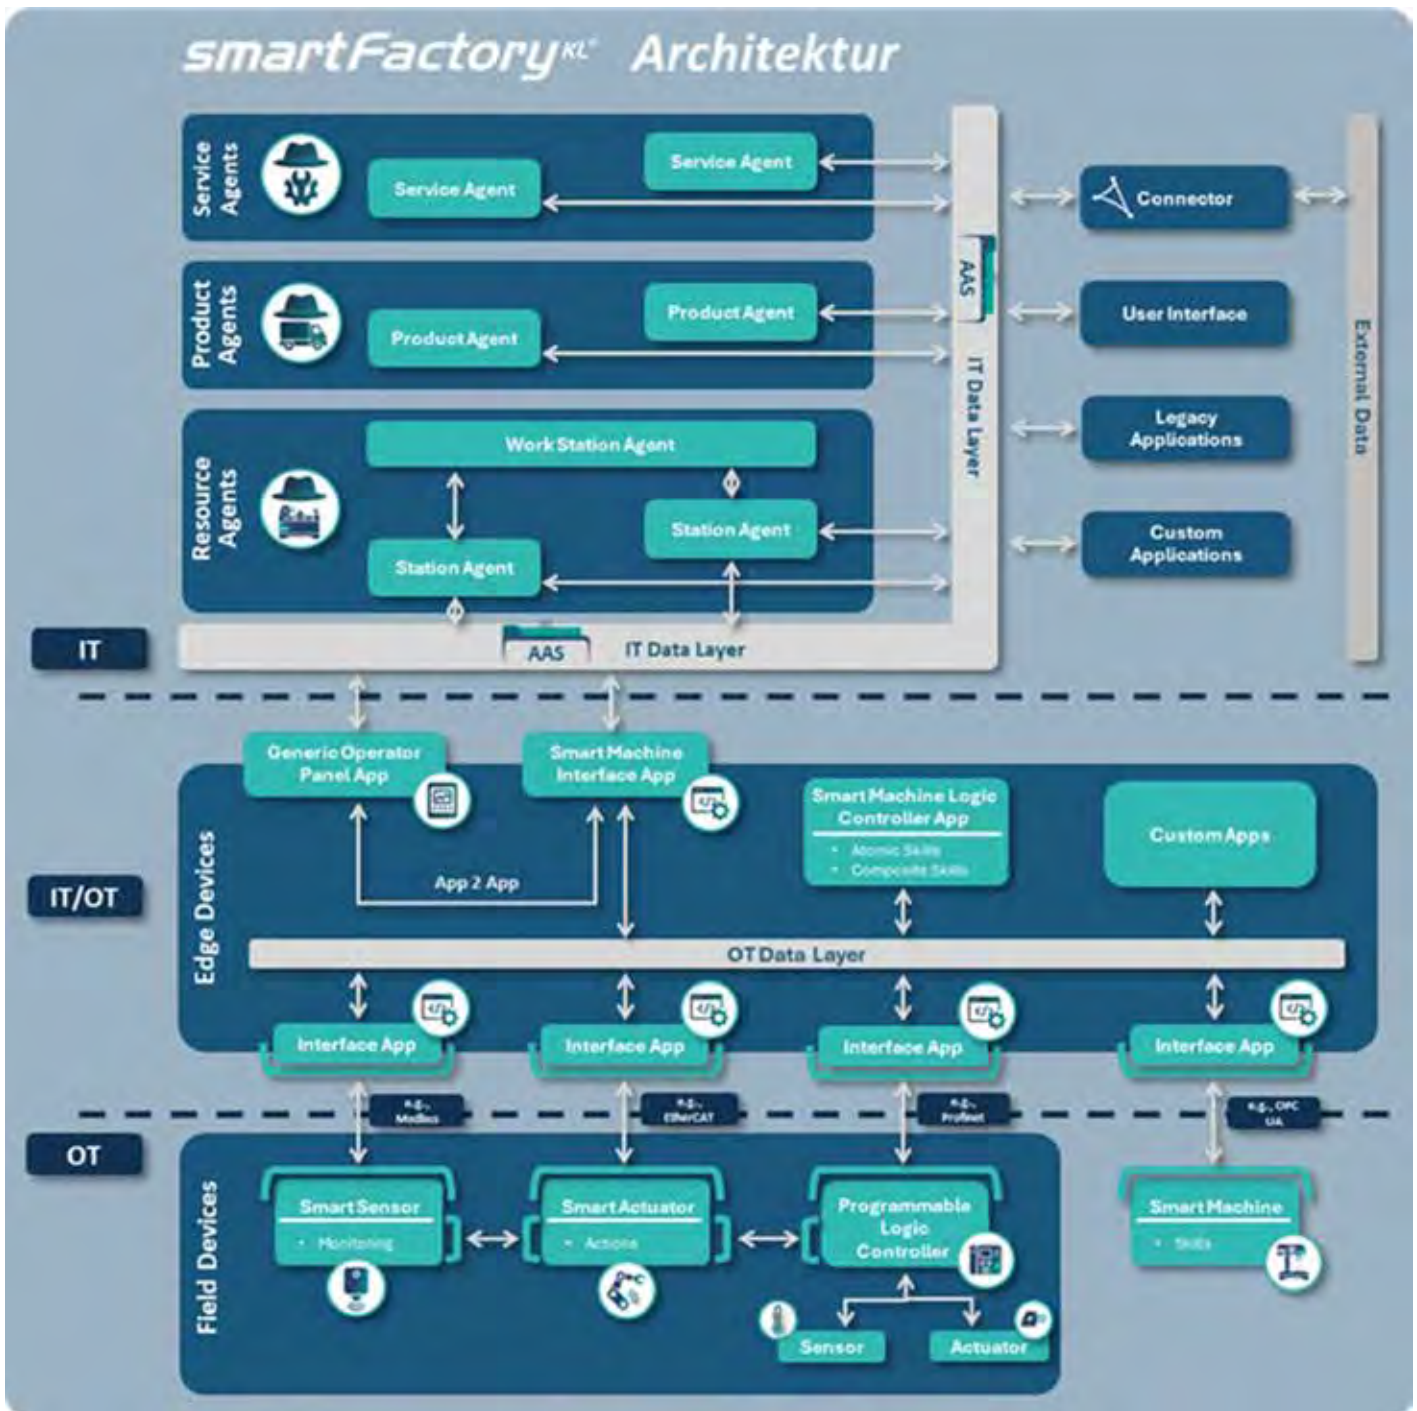 smartFactory KL® Architektur
Service
Agents
Service Agent
Service Agent
Connector
Product
Agents
Product Agent
Product Agent
AAS
User Interface
IT Data Layer
External Data
Resource
Agents
Work Station Agent
Station Agent
Station Agent
Legacy
Applications
Custom
Applications
IT
AAS
IT Data Layer
Generic Operator
Panel App
Smart Machine
Interface App
Smart Machine Logic
Controller App
• Atomic Skills
• Composite Skills
Custom Apps
IT/OT
Edge Devices
App 2 App
OT Data Layer
Interface App
Interface App
Interface App
Interface App
e.g.,
Modbus
e.g.,
EtherCAT
e.g.,
Profinet
e.g., OPC
UA
OT
Field Devices
Smart Sensor
• Monitoring
Smart Actuator
• Actions
Programmable
Logic
Controller
Smart Machine
• Skills
Sensor
Actuator